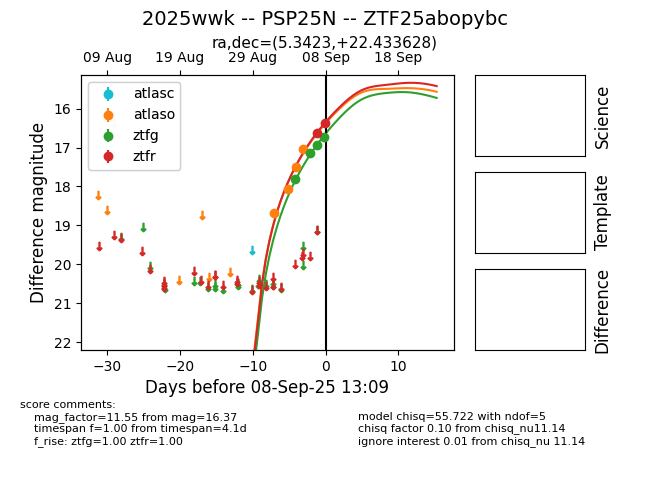 2025wwk -- PSP25N -- ZTF25abopybc
ra,dec=(5.3423,+22.433628)
09 Aug 19 Aug 29 Aug 08 Sep 18 Sep
atlasc
atlaso
ztfg
ztfr
Difference magnitude
16
17
18
19
20
21
22
−30 −20 −10 0 10
Days before 08-Sep-25 13:09
Science
Template
Difference
score comments:
mag_factor=11.55 from mag=16.37
timespan f=1.00 from timespan=4.1d
f_rise: ztfg=1.00 ztfr=1.00
model chisq=55.722 with ndof=5
chisq factor 0.10 from chisq_nu11.14
ignore interest 0.01 from chisq_nu 11.14